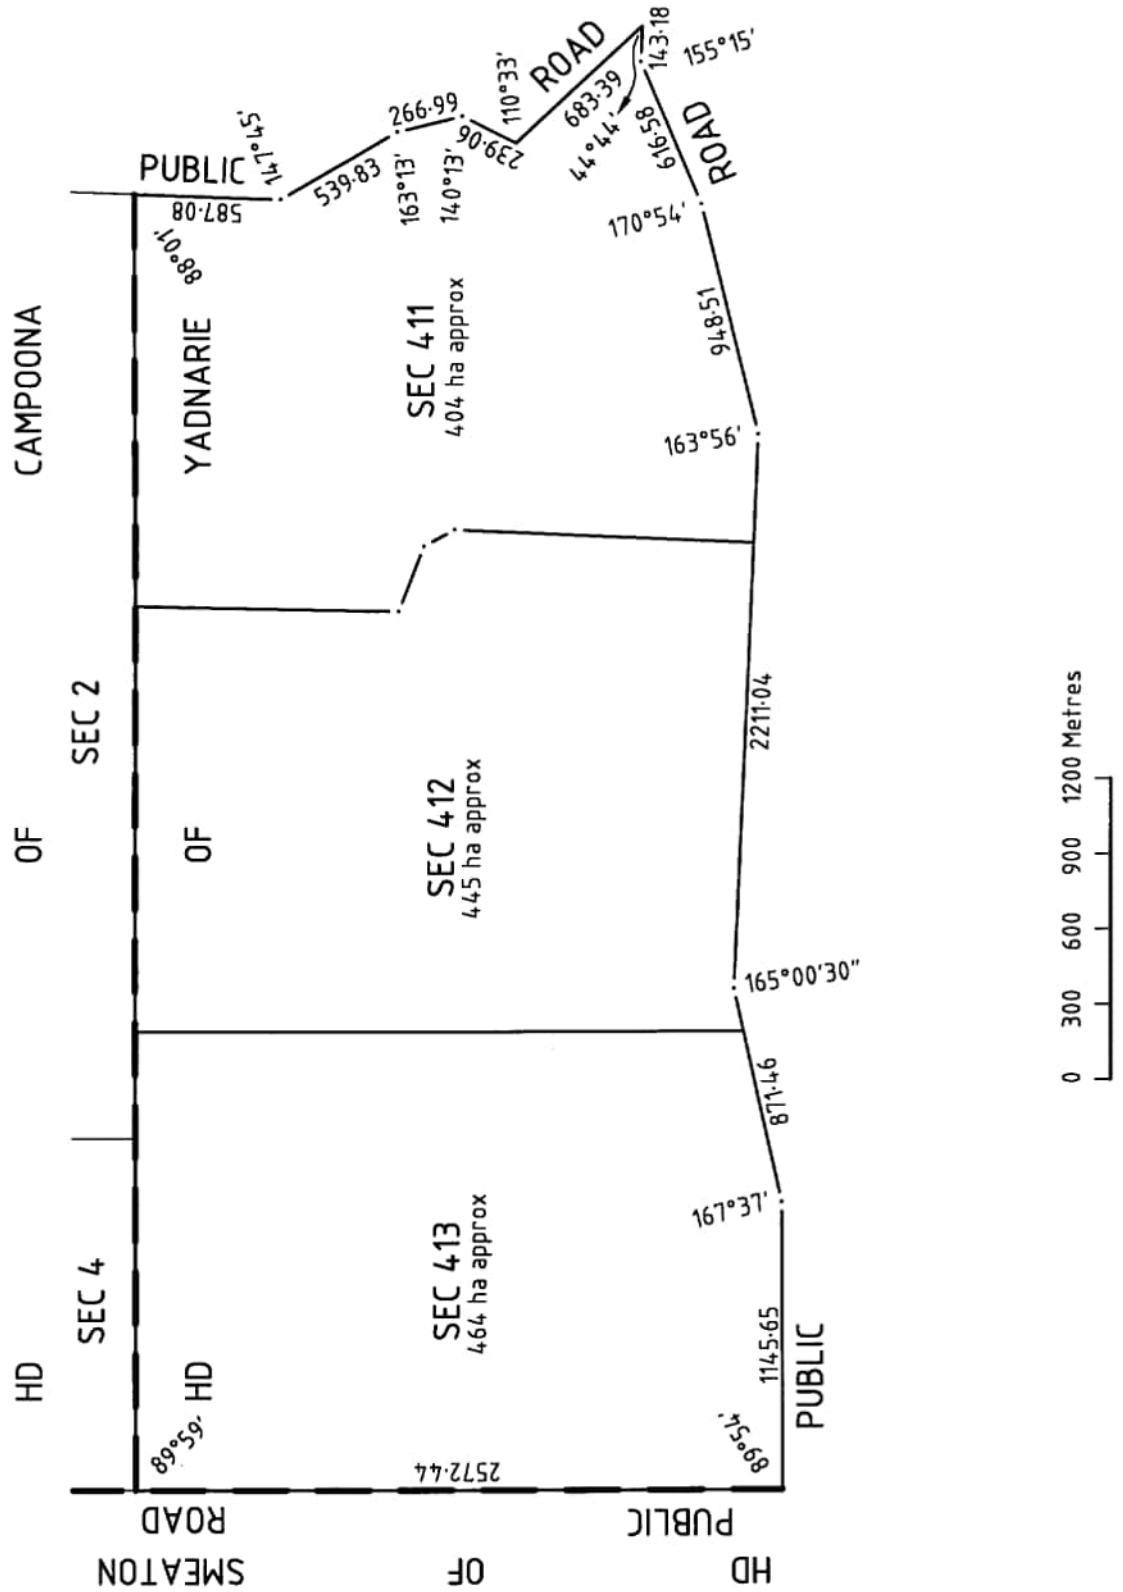 HD OF CAMPOONA
SEC 4
SEC 2
HD OF YADNARIE
89°59'
88°01'
587·08
PUBLIC
147°45'
539·83
266·99
163°13'
140°13'
239·06
110°33'
ROAD
683·39
44°44'
143·18
155°15'
616·58
ROAD
170°54'
948·51
163°56'
SEC 411
404 ha approx
SEC 412
445 ha approx
SEC 413
464 ha approx
2211·04
165°00'30"
871·46
167°37'
1145·65
PUBLIC
89°54'
2572·44
PUBLIC ROAD
HD OF SMEATON
0 300 600 900 1200 Metres